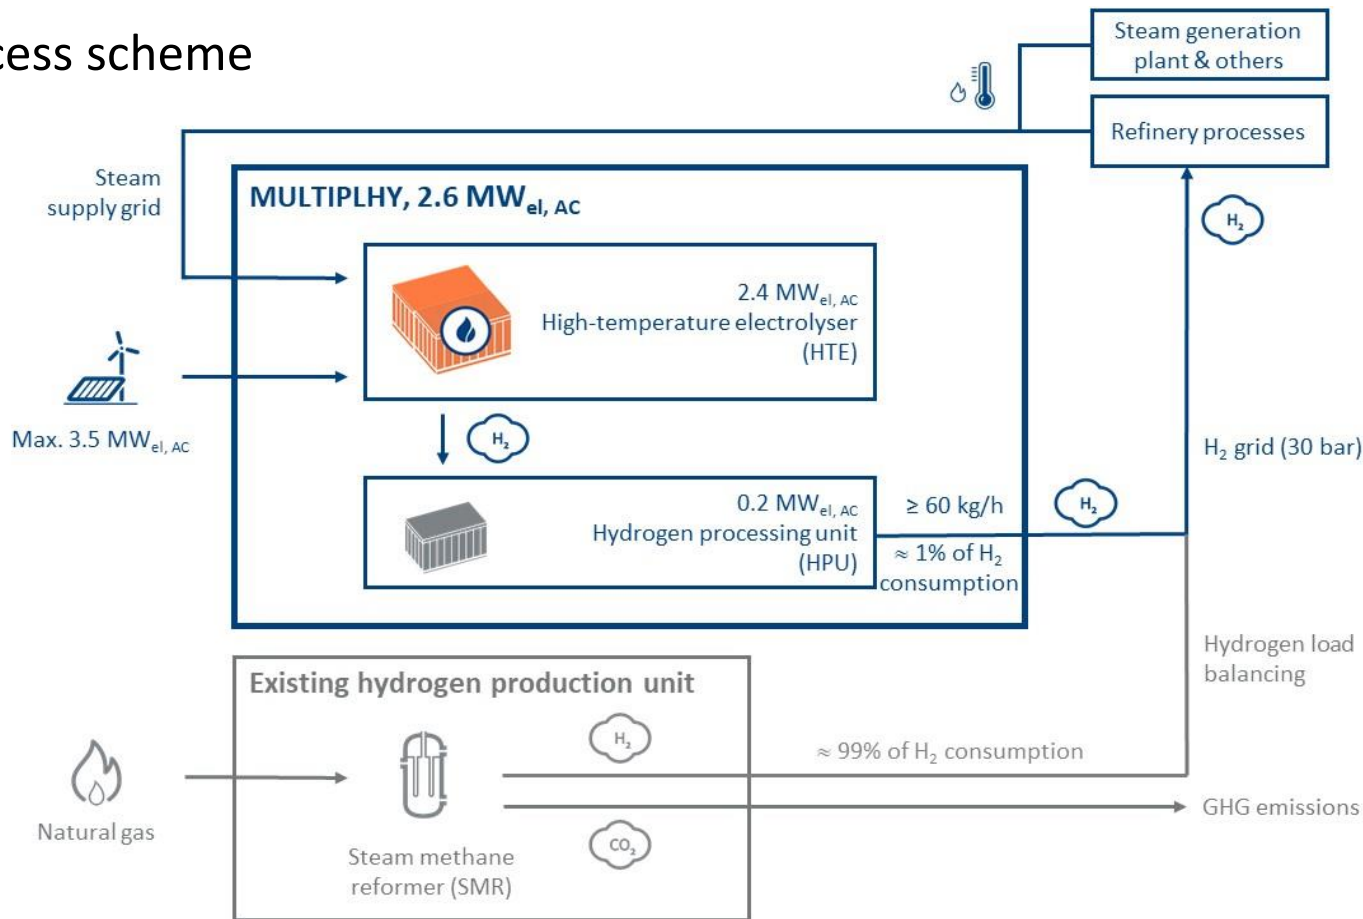 cess scheme
Steam generation
plant & others
Refinery processes
Steam
supply grid
MULTIPLHY, 2.6 MWel, AC
H2
2.4 MWel, AC
High-temperature electrolyser
(HTE)
Max. 3.5 MWel, AC
H2
H2 grid (30 bar)
0.2 MWel, AC
Hydrogen processing unit
(HPU)
≥ 60 kg/h
≈ 1% of H2
consumption
H2
Hydrogen load
balancing
Existing hydrogen production unit
H2
≈ 99% of H2 consumption
Natural gas
GHG emissions
CO2
Steam methane
reformer (SMR)